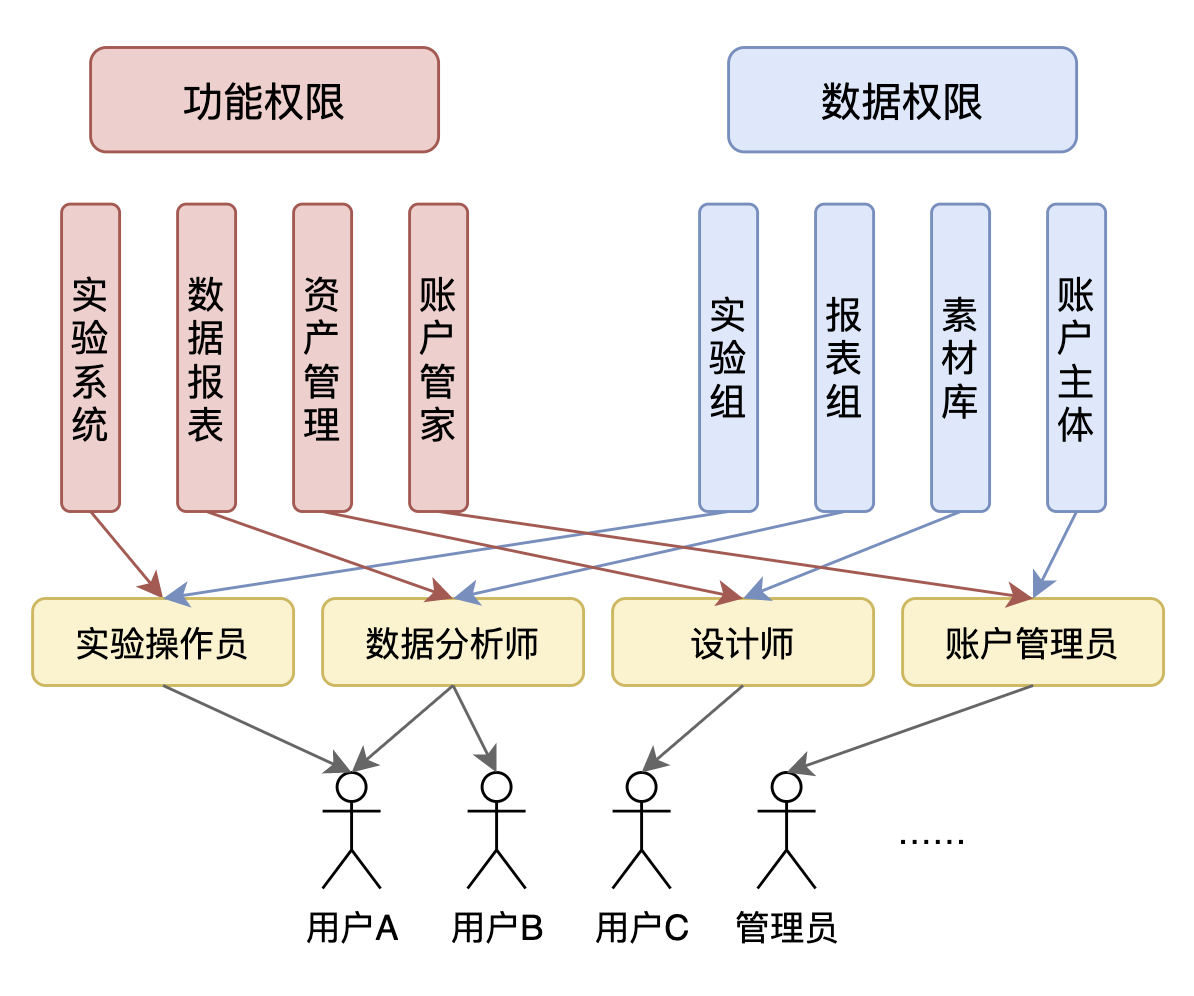 功能权限
数据权限
实验系统
数据报表
资产管理
账户管家
实验组
报表组
素材库
账户主体
实验操作员
数据分析师
设计师
账户管理员
......
用户A
用户B
用户C
管理员